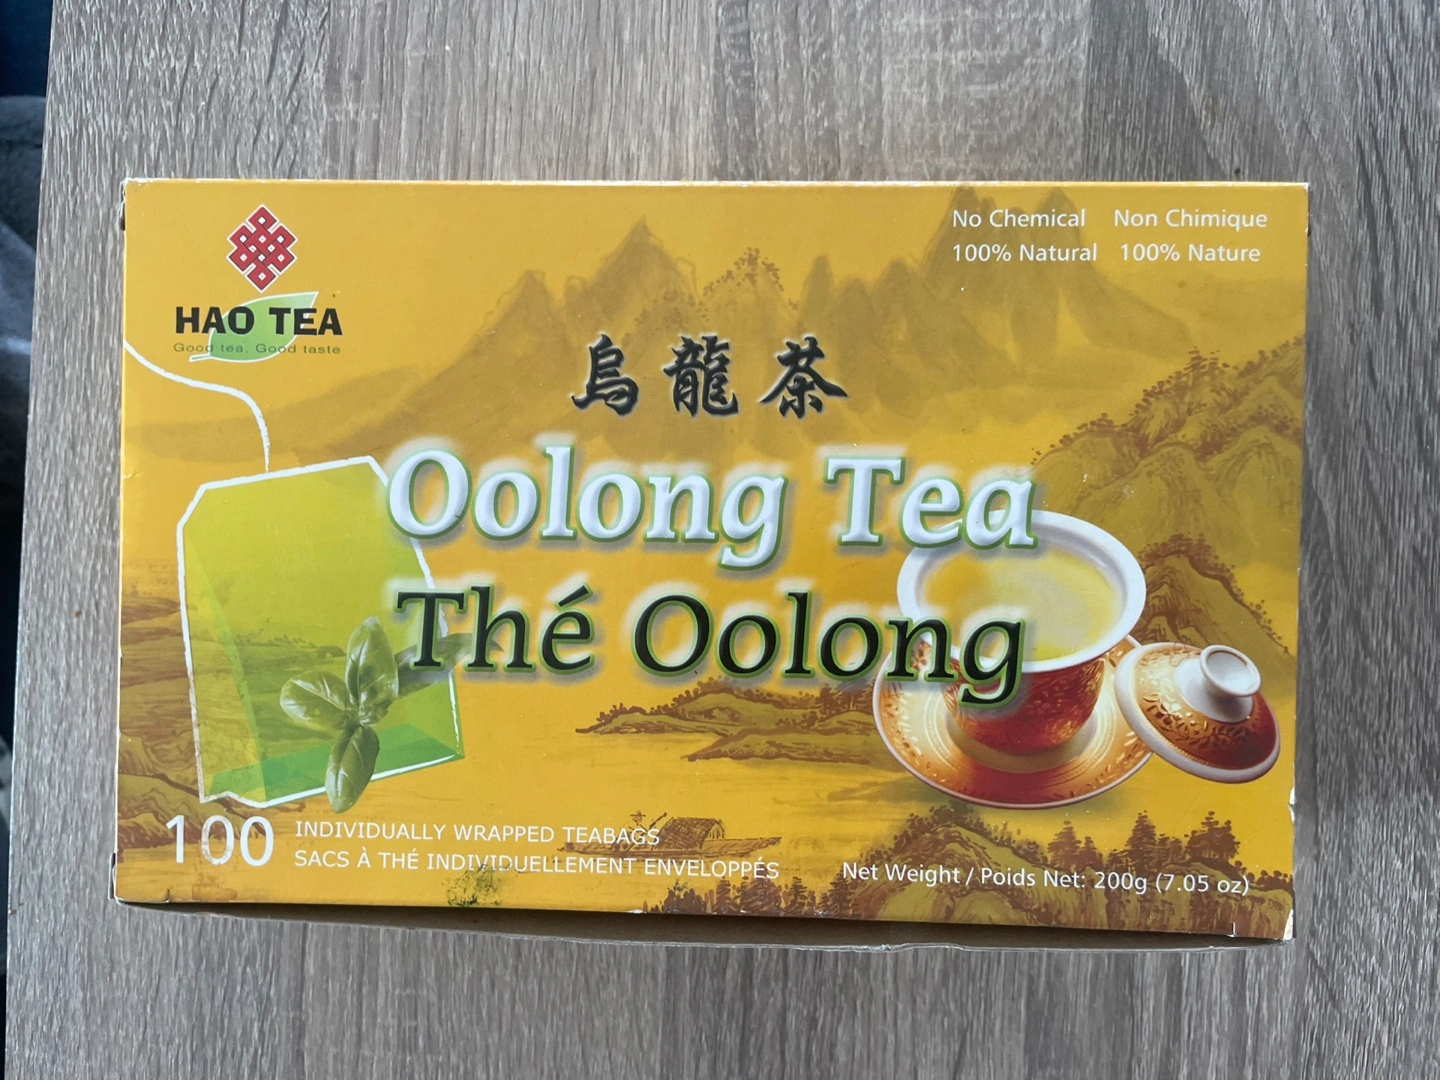 HAO TEA
Good tea, Good taste
No Chemical Non Chimique
100% Natural 100% Nature
烏龍茶
Oolong Tea
Thé Oolong
100
INDIVIDUALLY WRAPPED TEABAGS
SACS À THÉ INDIVIDUELLEMENT ENVELOPPÉS
Net Weight / Poids Net: 200g (7.05 oz)